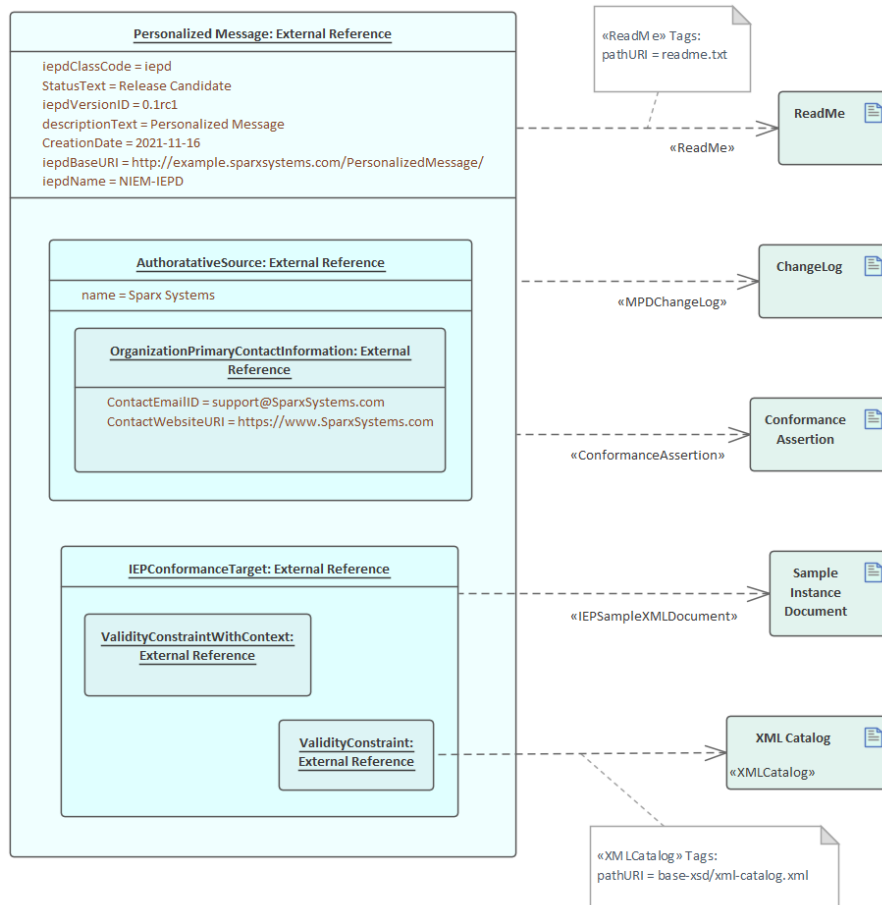 Personalized Message: External Reference
iepdClassCode = iepd
StatusText = Release Candidate
iepdVersionID = 0.1rc1
descriptionText = Personalized Message
CreationDate = 2021-11-16
iepdBaseURI = http://example.sparxsystems.com/PersonalizedMessage/
iepdName = NIEM-IEPD
«ReadMe» Tags:
pathURI = readme.txt
ReadMe
«ReadMe»
AuthoratativeSource: External Reference
name = Sparx Systems
ChangeLog
«MPDChangeLog»
OrganizationPrimaryContactInformation: External
Reference
ContactEmailID = support@SparxSystems.com
ContactWebsiteURI = https://www.SparxSystems.com
Conformance
Assertion
«ConformanceAssertion»
IEPConformanceTarget: External Reference
Sample
Instance
Document
«IEPSampleXMLDocument»
ValidityConstraintWithContext:
External Reference
ValidityConstraint:
External Reference
XML Catalog
«XMLCatalog»
«XMLCatalog» Tags:
pathURI = base-xsd/xml-catalog.xml